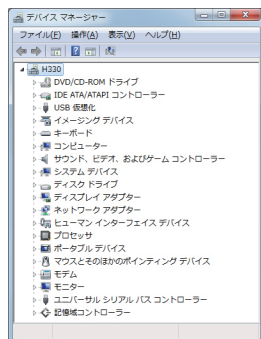 デバイス マネージャー
ファイル(F) 操作(A) 表示(V) ヘルプ(H)
H330
DVD/CD-ROM ドライブ
IDE ATA/ATAPI コントローラー
USB 仮想化
イメージング デバイス
キーボード
コンピューター
サウンド、ビデオ、およびゲーム コントローラー
システム デバイス
ディスク ドライブ
ディスプレイ アダプター
ネットワーク アダプター
ヒューマン インターフェイス デバイス
プロセッサ
ポータブル デバイス
マウスとそのほかのポインティング デバイス
モデム
モニター
ユニバーサル シリアル バス コントローラー
記憶域コントローラー